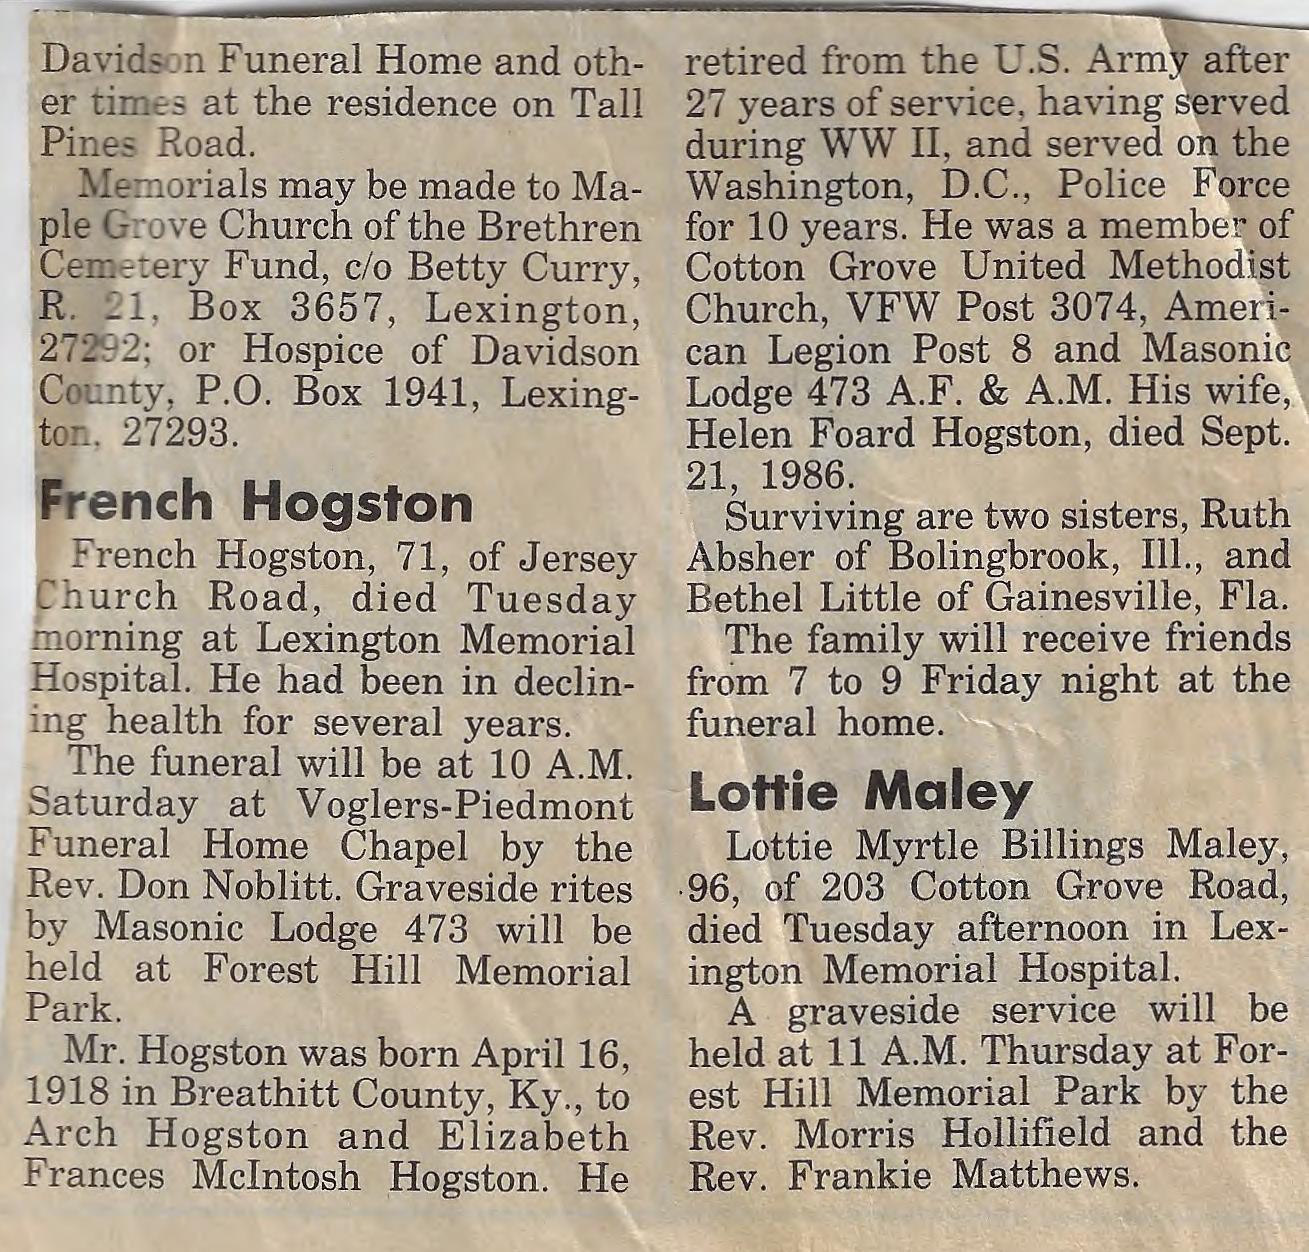 Davidson Funeral Home and oth-
er times at the residence on Tall
Pines Road.
Memorials may be made to Ma-
ple Grove Church of the Brethren
Cemetery Fund, c/o Betty Curry,
R. 21, Box 3657, Lexington,
27292; or Hospice of Davidson
County, P.O. Box 1941, Lexing-
ton, 27293.
French Hogston
French Hogston, 71, of Jersey
Church Road, died Tuesday
morning at Lexington Memorial
Hospital. He had been in declin-
ing health for several years.
The funeral will be at 10 A.M.
Saturday at Voglers-Piedmont
Funeral Home Chapel by the
Rev. Don Noblitt. Graveside rites
by Masonic Lodge 473 will be
held at Forest Hill Memorial
Park.
Mr. Hogston was born April 16,
1918 in Breathitt County, Ky., to
Arch Hogston and Elizabeth
Frances McIntosh Hogston. He
retired from the U.S. Army after
27 years of service, having served
during WW II, and served on the
Washington, D.C., Police Force
for 10 years. He was a member of
Cotton Grove United Methodist
Church, VFW Post 3074, Ameri-
can Legion Post 8 and Masonic
Lodge 473 A.F. & A.M. His wife,
Helen Foard Hogston, died Sept.
21, 1986.
Surviving are two sisters, Ruth
Absher of Bolingbrook, Ill., and
Bethel Little of Gainesville, Fla.
The family will receive friends
from 7 to 9 Friday night at the
funeral home.
Lottie Maley
Lottie Myrtle Billings Maley,
96, of 203 Cotton Grove Road,
died Tuesday afternoon in Lex-
ington Memorial Hospital.
A graveside service will be
held at 11 A.M. Thursday at For-
est Hill Memorial Park by the
Rev. Morris Hollifield and the
Rev. Frankie Matthews.